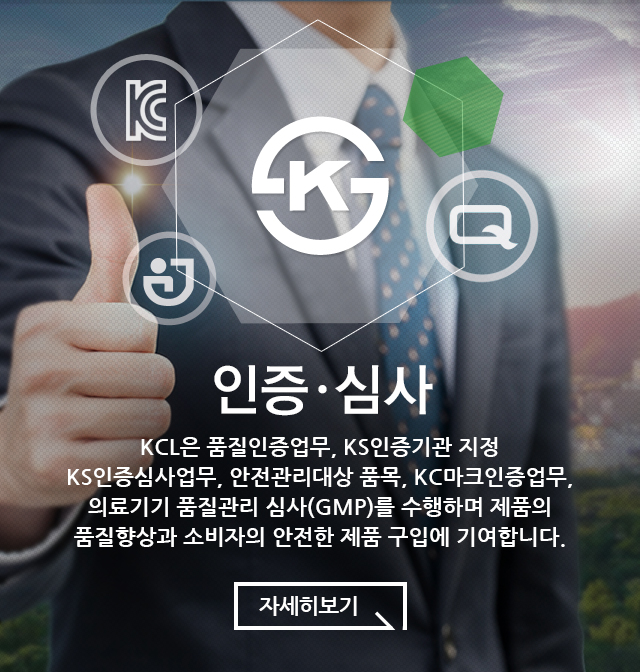 KC
KS
Q
인증·심사
KCL은 품질인증업무, KS인증기관 지정
KS인증심사업무, 안전관리대상 품목, KC마크인증업무,
의료기기 품질관리 심사(GMP)를 수행하며 제품의
품질향상과 소비자의 안전한 제품 구입에 기여합니다.
자세히보기